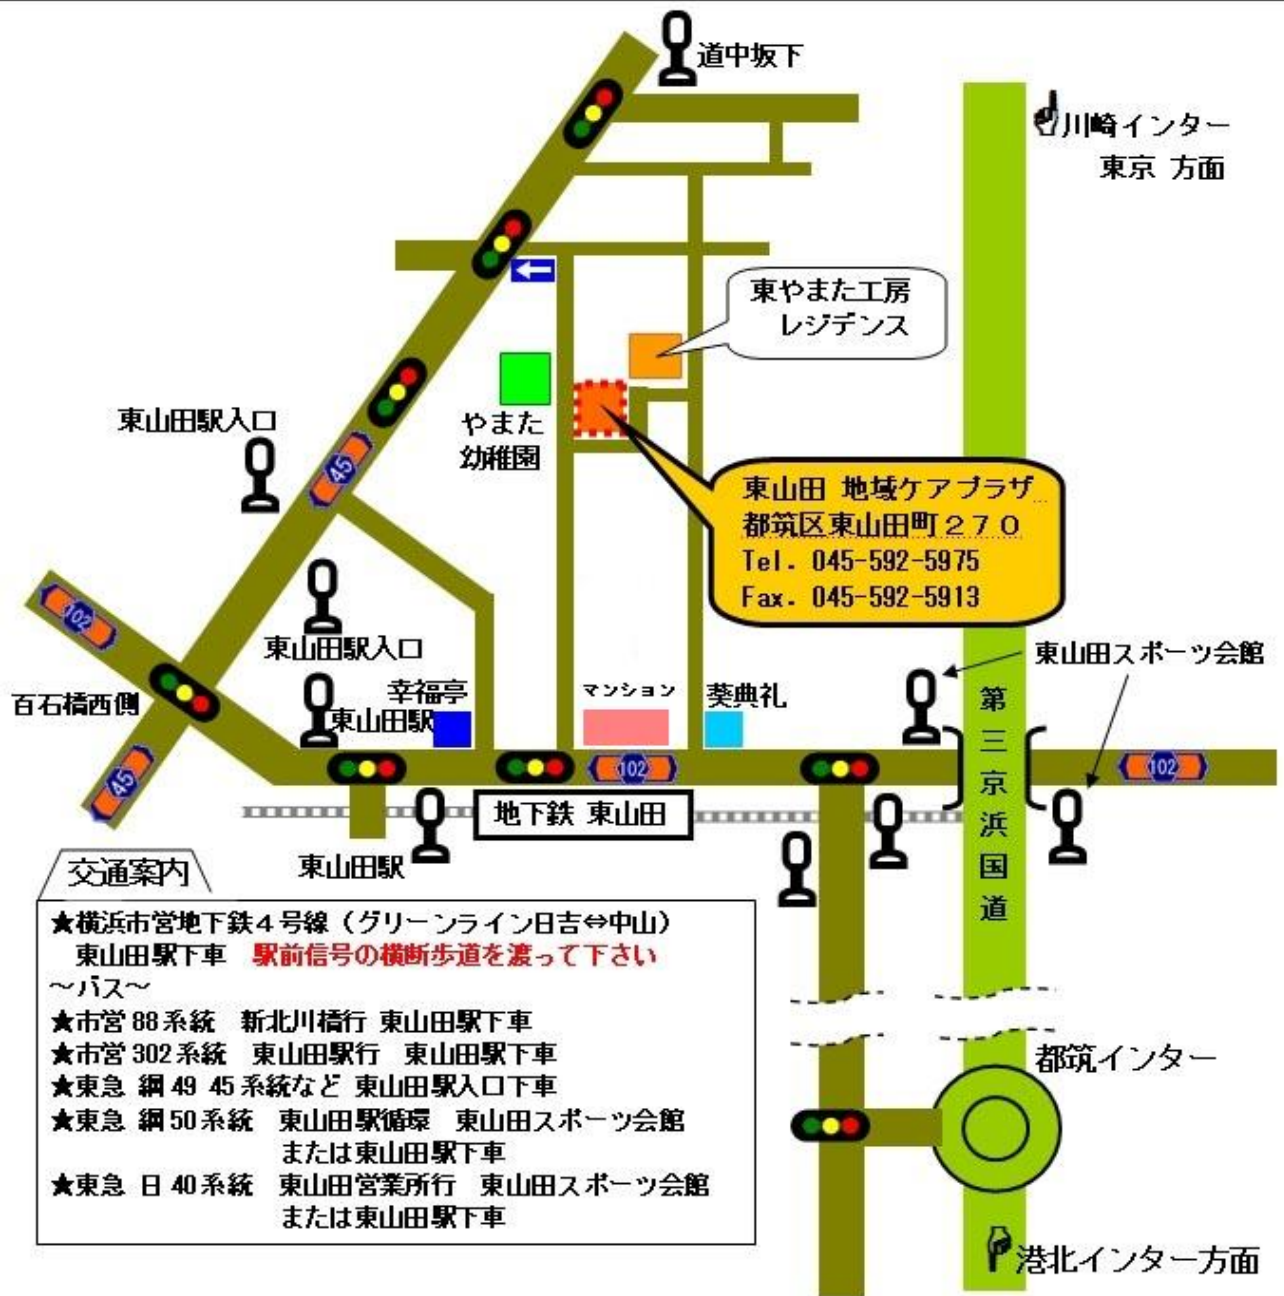 道中坂下
川崎インター
東京 方面
東やまた工房
レジデンス
東山田駅入口
45
やまた
幼稚園
東山田 地域ケアプラザ
都筑区東山田町270
Tel. 045-592-5975
Fax. 045-592-5913
102
東山田駅入口
東山田スポーツ会館
百石橋西側
幸福亭
東山田駅
マンション
葵典礼
第三京浜国道
45
102
102
地下鉄 東山田
東山田駅
交通案内
★横浜市営地下鉄4号線(グリーンライン日吉⇔中山)
東山田駅下車 駅前信号の横断歩道を渡って下さい
～バス～
★市営88系統 新北川橋行 東山田駅下車
★市営302系統 東山田駅行 東山田駅下車
★東急 綱49 45系統など 東山田駅入口下車
★東急 綱50系統 東山田駅循環 東山田スポーツ会館
または東山田駅下車
★東急 日40系統 東山田営業所行 東山田スポーツ会館
または東山田駅下車
都筑インター
港北インター方面